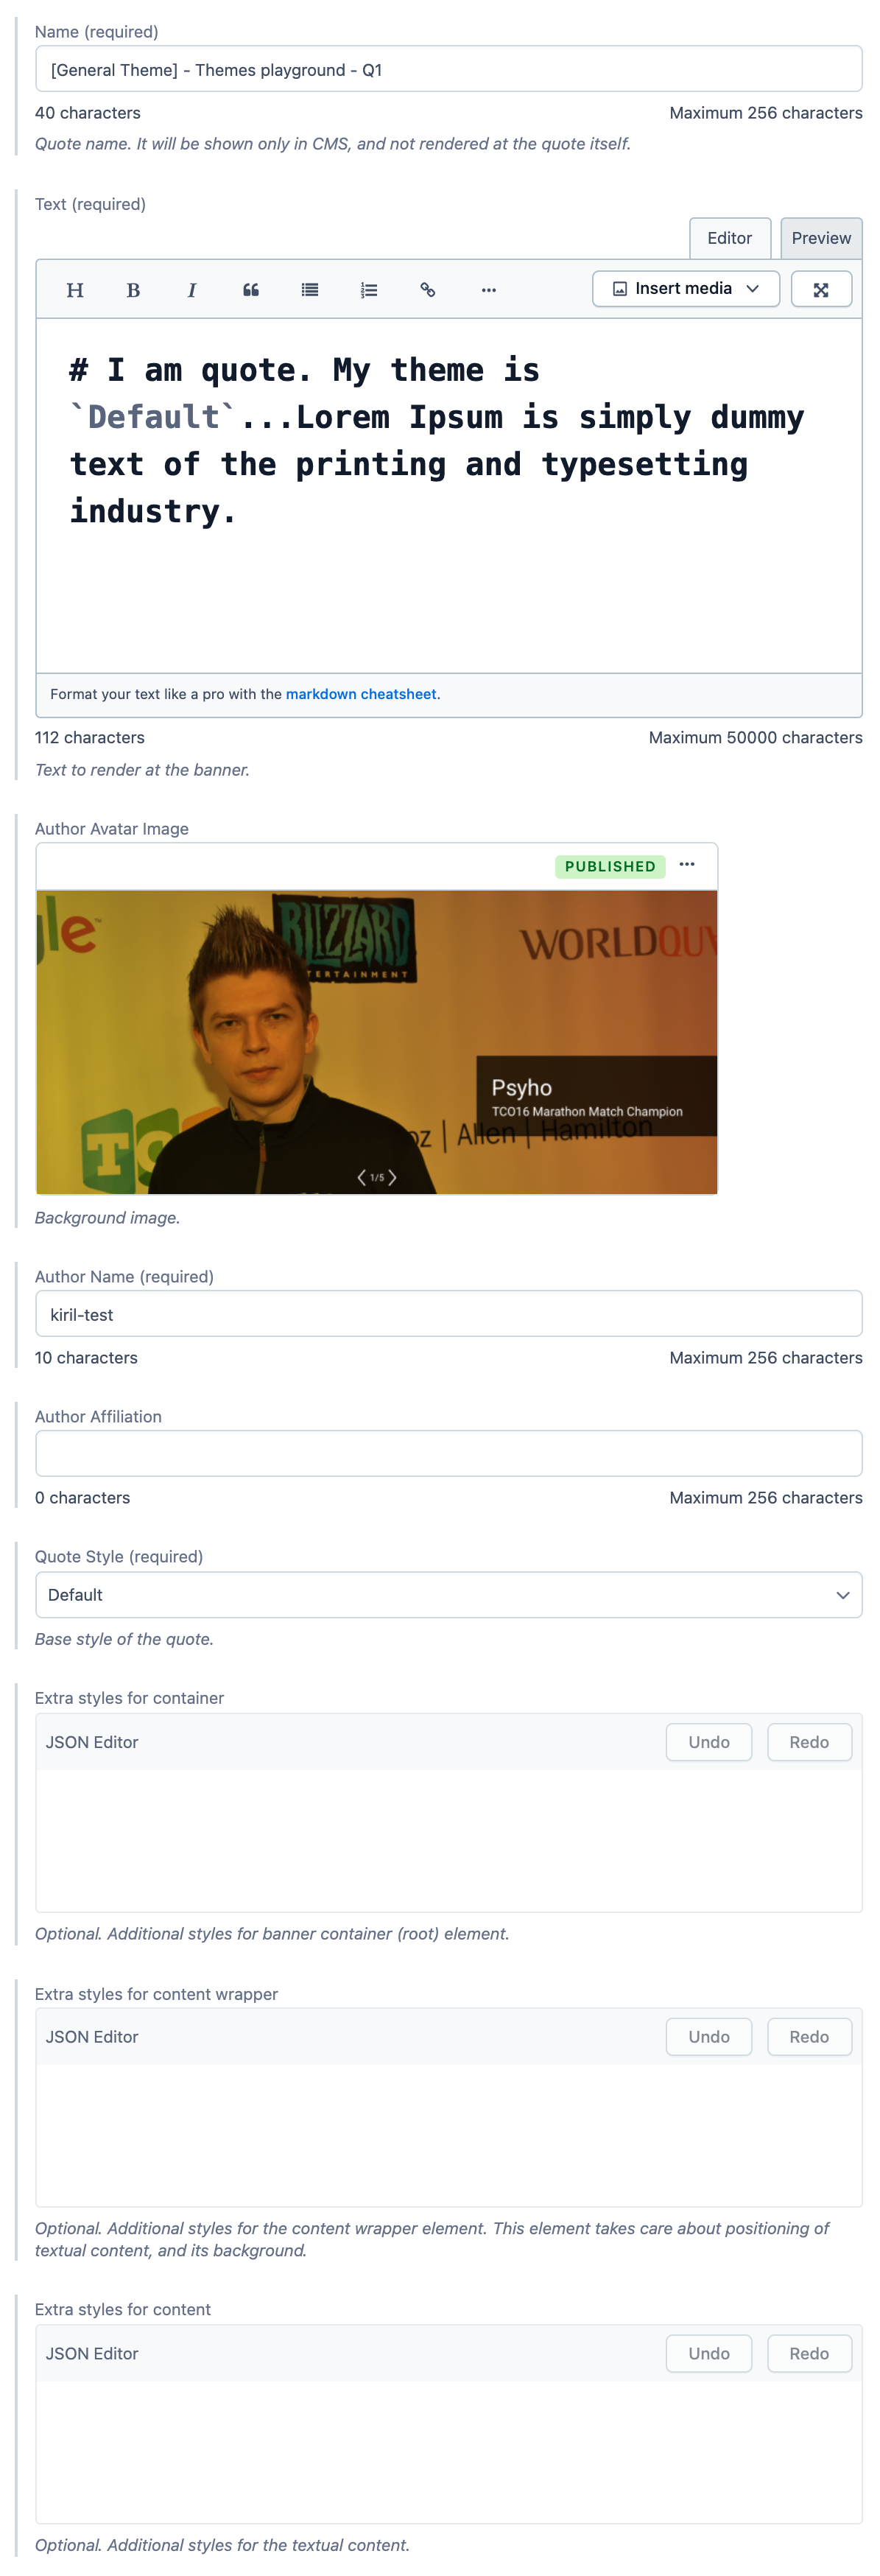 Name (required)
[General Theme] - Themes playground - Q1
40 characters Maximum 256 characters
Quote name. It will be shown only in CMS, and not rendered at the quote itself.
Text (required)
Editor Preview
H B I Insert media
# I am quote. My theme is
`Default`...Lorem Ipsum is simply dummy
text of the printing and typesetting
industry.
Format your text like a pro with the markdown cheatsheet.
112 characters Maximum 50000 characters
Text to render at the banner.
Author Avatar Image
PUBLISHED
gle™
BLIZZARD
TERTAINMENT
WORLDQU
Psyho
TCO16 Marathon Match Champion
TC
oz | Allen | Hamilton
1/5
Background image.
Author Name (required)
kiril-test
10 characters Maximum 256 characters
Author Affiliation
0 characters Maximum 256 characters
Quote Style (required)
Default
Base style of the quote.
Extra styles for container
JSON Editor Undo Redo
Optional. Additional styles for banner container (root) element.
Extra styles for content wrapper
JSON Editor Undo Redo
Optional. Additional styles for the content wrapper element. This element takes care about positioning of
textual content, and its background.
Extra styles for content
JSON Editor Undo Redo
Optional. Additional styles for the textual content.